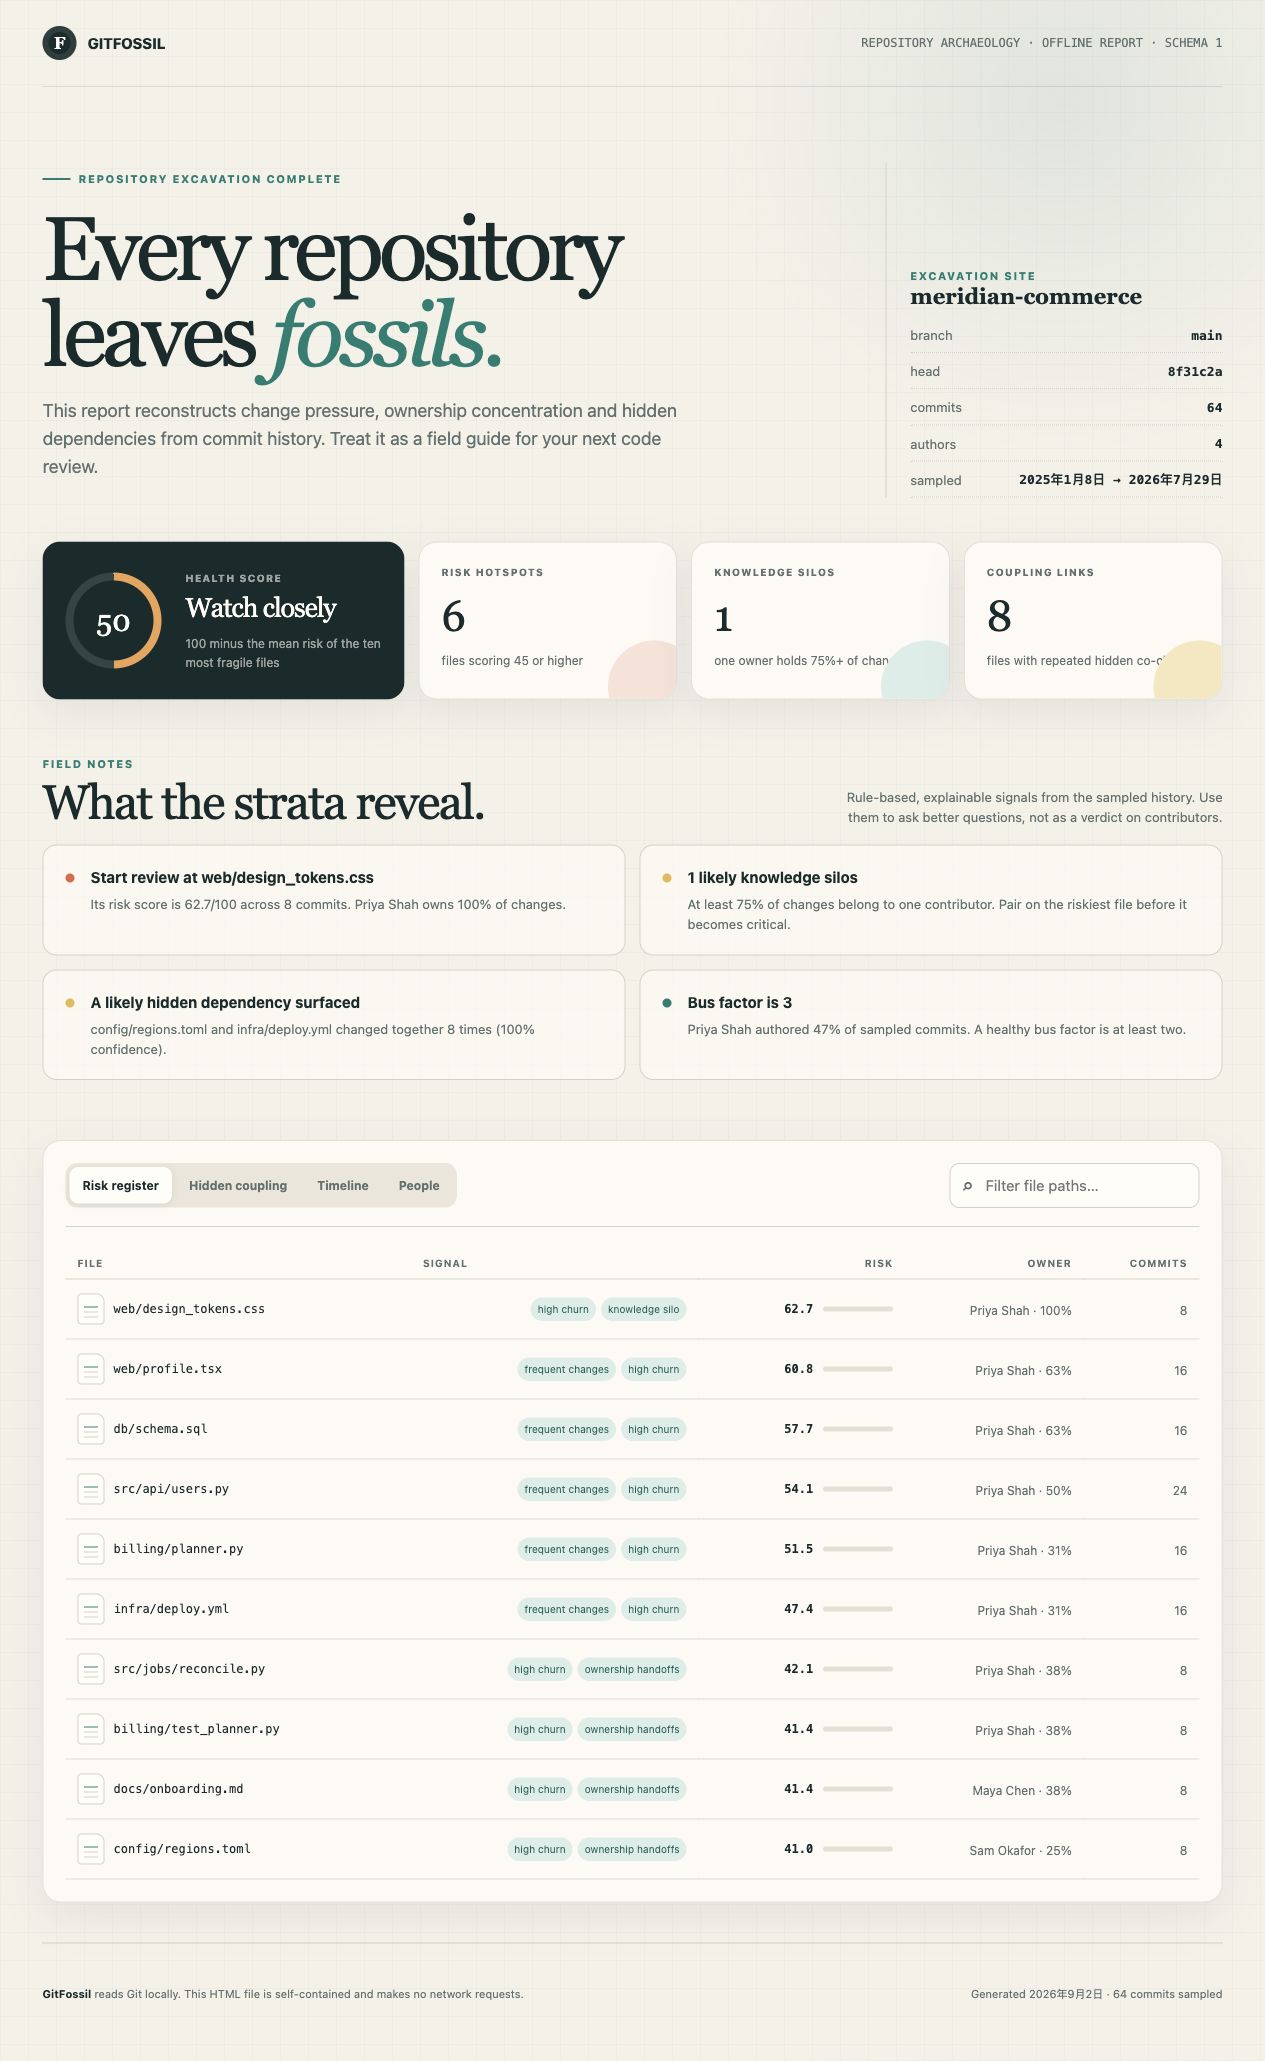 F GITFOSSIL
REPOSITORY ARCHAEOLOGY · OFFLINE REPORT · SCHEMA 1
REPOSITORY EXCAVATION COMPLETE
Every repository
leaves fossils.
This report reconstructs change pressure, ownership concentration and hidden
dependencies from commit history. Treat it as a field guide for your next code
review.
EXCAVATION SITE
meridian-commerce
branch main
head 8f31c2a
commits 64
authors 4
sampled 2025年1月8日 → 2026年7月29日
50
HEALTH SCORE
Watch closely
100 minus the mean risk of the ten
most fragile files
RISK HOTSPOTS
6
files scoring 45 or higher
KNOWLEDGE SILOS
1
one owner holds 75%+ of chan
COUPLING LINKS
8
files with repeated hidden co-c
FIELD NOTES
What the strata reveal.
Rule-based, explainable signals from the sampled history. Use
them to ask better questions, not as a verdict on contributors.
Start review at web/design_tokens.css
Its risk score is 62.7/100 across 8 commits. Priya Shah owns 100% of changes.
1 likely knowledge silos
At least 75% of changes belong to one contributor. Pair on the riskiest file before it
becomes critical.
A likely hidden dependency surfaced
config/regions.toml and infra/deploy.yml changed together 8 times (100%
confidence).
Bus factor is 3
Priya Shah authored 47% of sampled commits. A healthy bus factor is at least two.
Risk register Hidden coupling Timeline People
Filter file paths...
FILE SIGNAL RISK OWNER COMMITS
web/design_tokens.css high churn knowledge silo 62.7 Priya Shah · 100% 8
web/profile.tsx frequent changes high churn 60.8 Priya Shah · 63% 16
db/schema.sql frequent changes high churn 57.7 Priya Shah · 63% 16
src/api/users.py frequent changes high churn 54.1 Priya Shah · 50% 24
billing/planner.py frequent changes high churn 51.5 Priya Shah · 31% 16
infra/deploy.yml frequent changes high churn 47.4 Priya Shah · 31% 16
src/jobs/reconcile.py high churn ownership handoffs 42.1 Priya Shah · 38% 8
billing/test_planner.py high churn ownership handoffs 41.4 Priya Shah · 38% 8
docs/onboarding.md high churn ownership handoffs 41.4 Maya Chen · 38% 8
config/regions.toml high churn ownership handoffs 41.0 Sam Okafor · 25% 8
GitFossil reads Git locally. This HTML file is self-contained and makes no network requests.
Generated 2026年9月2日 · 64 commits sampled